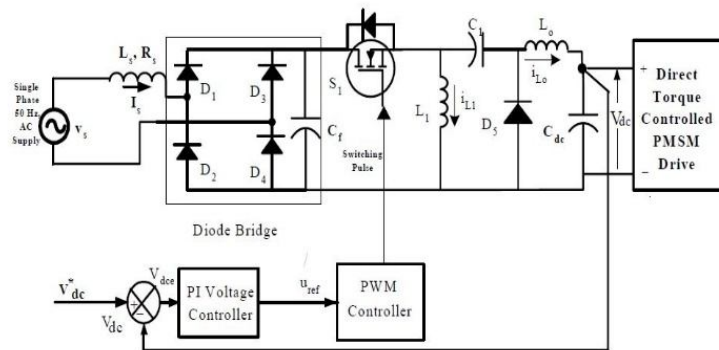 Single
Phase
50 Hz.
AC
Supply
v_s
L_s, R_s
I_s
D_1
D_3
D_2
D_4
C_f
Diode Bridge
S_1
Switching
Pulse
L_1
i_L1
C_1
D_5
L_o
i_Lo
C_dc
+
V_dc
−
Direct
Torque
Controlled
PMSM
Drive
V*_dc
+
−
V_dc
V_dce
PI Voltage
Controller
u_ref
PWM
Controller